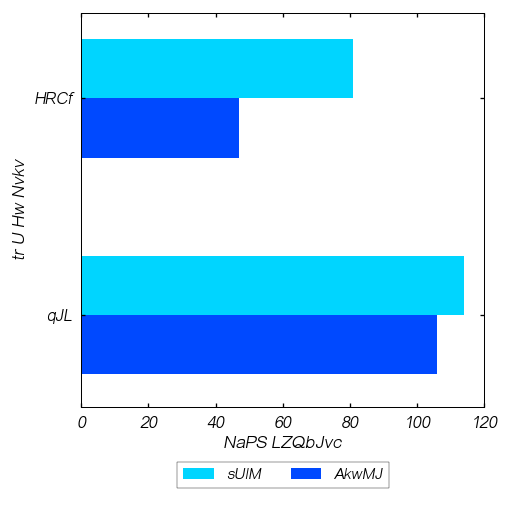 HRCf
qJL
tr U Hw Nvkv
0 20 40 60 80 100 120
NaPS LZQbJvc
sUIM AkwMJ